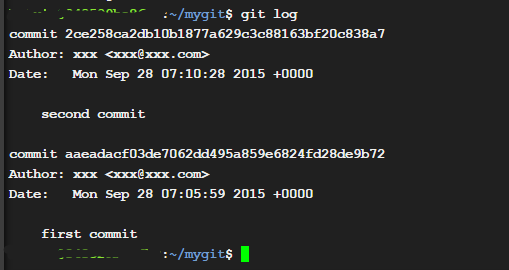 :~/mygit$ git log
commit 2ce258ca2db10b1877a629c3c88163bf20c838a7
Author: xxx <xxx@xxx.com>
Date:   Mon Sep 28 07:10:28 2015 +0000
second commit
commit aaeadacf03de7062dd495a859e6824fd28de9b72
Author: xxx <xxx@xxx.com>
Date:   Mon Sep 28 07:05:59 2015 +0000
first commit
:~/mygit$